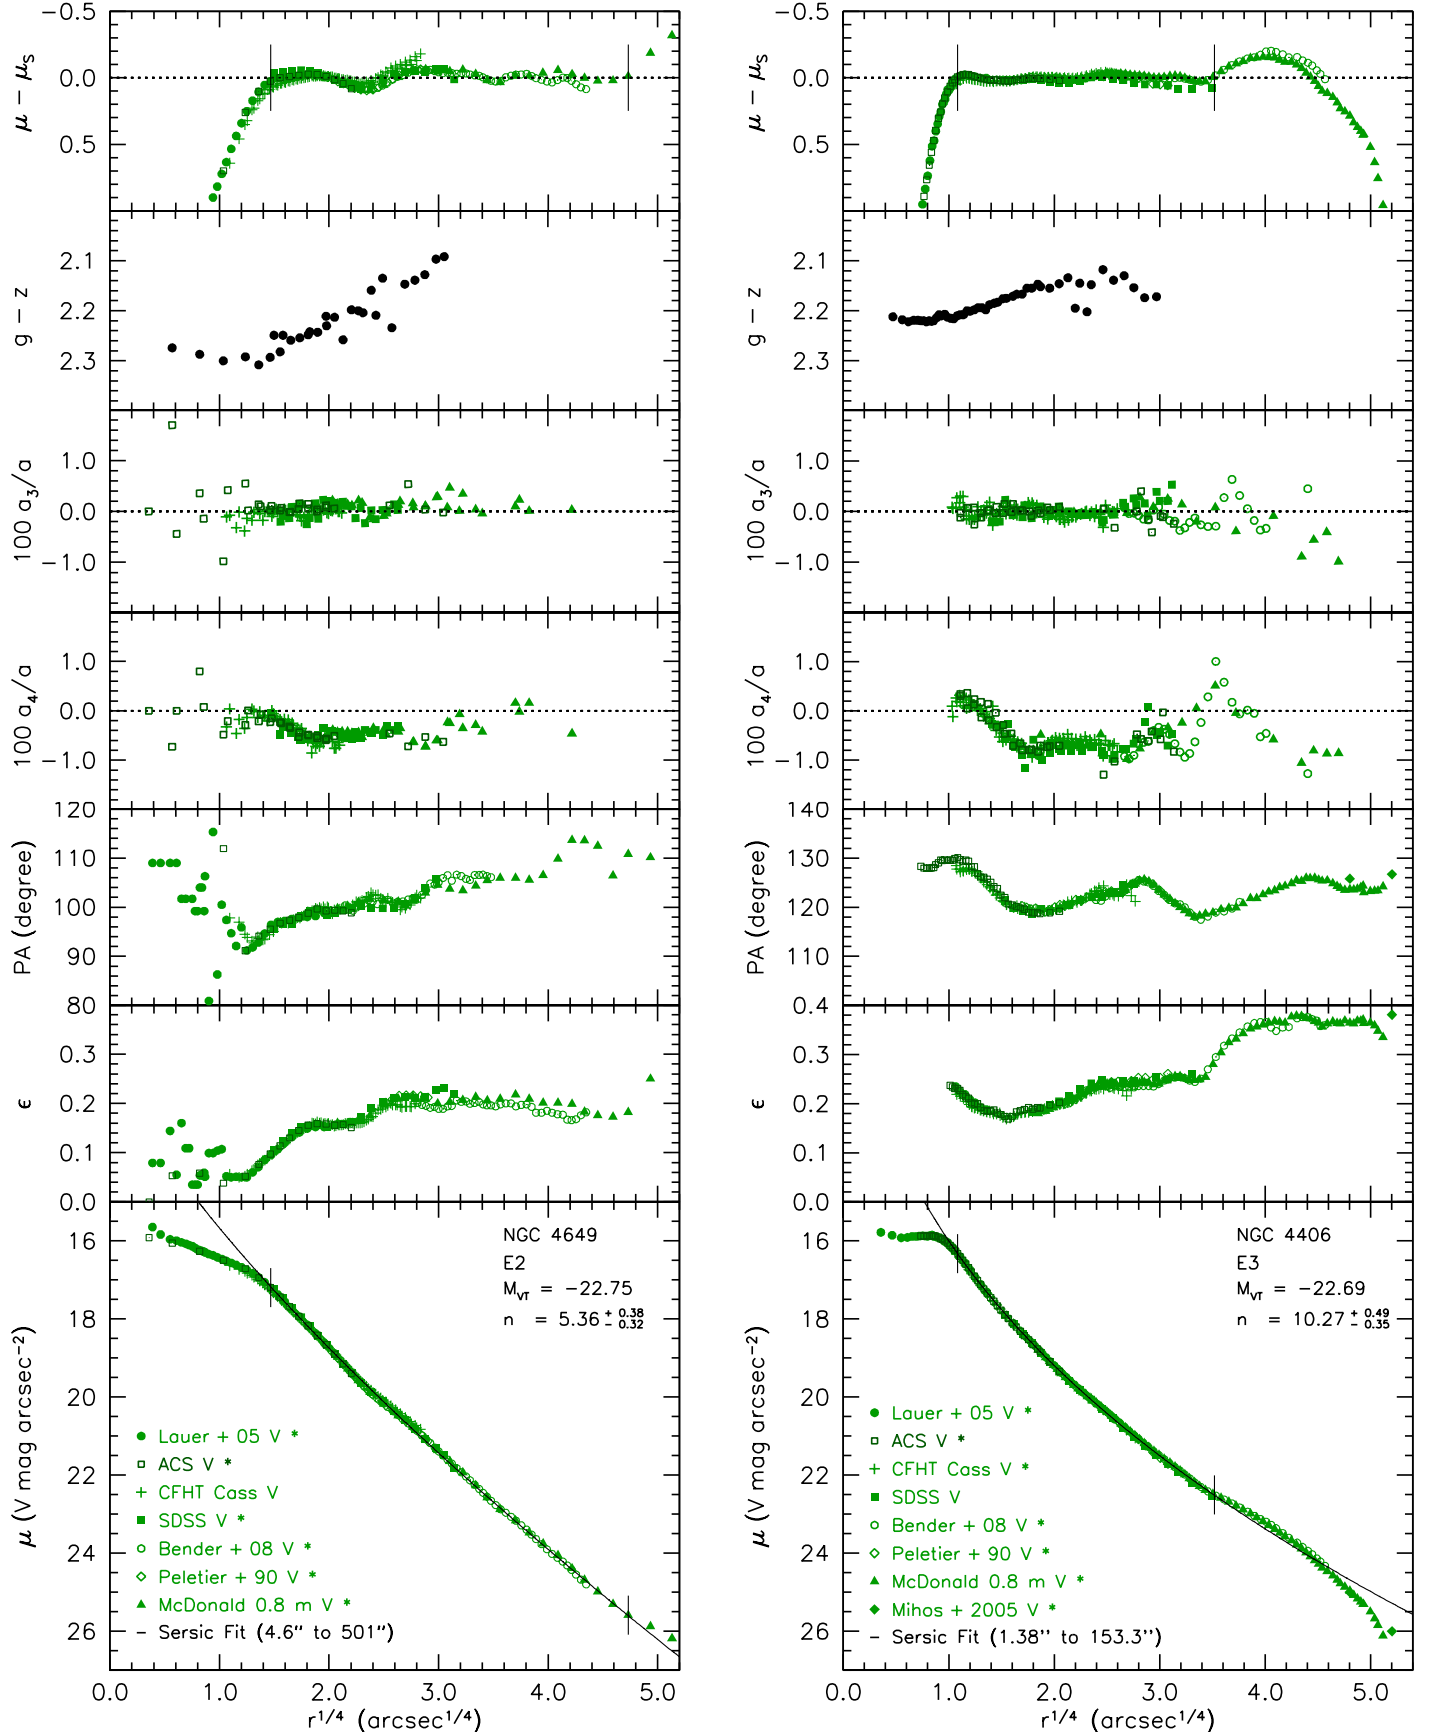 −0.5
0.0
0.5
μ − μS
2.1
2.2
2.3
g − z
1.0
0.0
−1.0
100 a3/a
1.0
0.0
−1.0
100 a4/a
120
110
100
90
80
PA (degree)
0.3
0.2
0.1
0.0
ϵ
16
18
20
22
24
26
μ (V mag arcsec−2)
NGC 4649
E2
MVT = −22.75
n = 5.36 + 0.38 − 0.32
Lauer + 05 V *
ACS V *
CFHT Cass V
SDSS V *
Bender + 08 V *
Peletier + 90 V *
McDonald 0.8 m V *
− Sersic Fit (4.6" to 501")
0.0 1.0 2.0 3.0 4.0 5.0
r1/4 (arcsec1/4)
−0.5
0.0
0.5
μ − μS
2.1
2.2
2.3
g − z
1.0
0.0
−1.0
100 a3/a
1.0
0.0
−1.0
100 a4/a
140
130
120
110
PA (degree)
0.4
0.3
0.2
0.1
0.0
ϵ
16
18
20
22
24
26
μ (V mag arcsec−2)
NGC 4406
E3
MVT = −22.69
n = 10.27 + 0.49 − 0.35
Lauer + 05 V *
ACS V *
CFHT Cass V *
SDSS V
Bender + 08 V *
Peletier + 90 V *
McDonald 0.8 m V *
Mihos + 2005 V *
− Sersic Fit (1.38'' to 153.3'')
0.0 1.0 2.0 3.0 4.0 5.0
r1/4 (arcsec1/4)